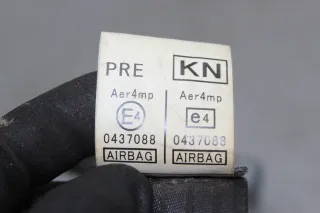 PRE KN
Aer4mp Aer4mp
E4 e4
0437088 0437088
AIRBAG AIRBAG